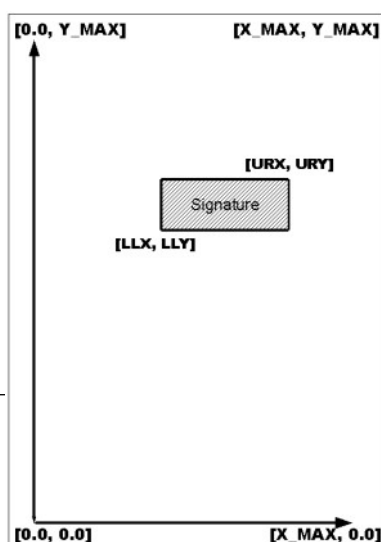 [0.0, Y_MAX] [X_MAX, Y_MAX]
[URX, URY]
Signature
[LLX, LLY]
[0.0, 0.0] [X_MAX, 0.0]